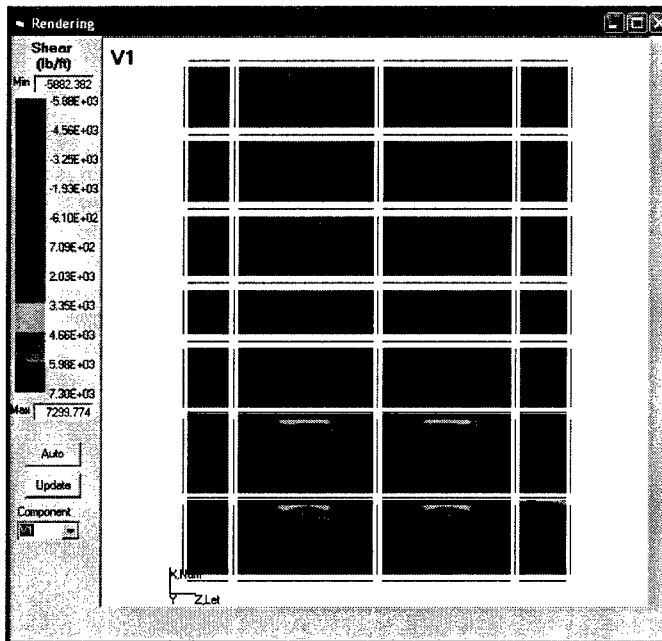 Rendering
Shear
(lb/ft)
Min -5882.382
-5.88E+03
-4.56E+03
-3.25E+03
-1.93E+03
-6.10E+02
7.09E+02
2.03E+03
3.35E+03
4.66E+03
5.98E+03
7.30E+03
Max 7299.774
Auto
Update
Component
V1
V1
X,Num
Y Z,Let